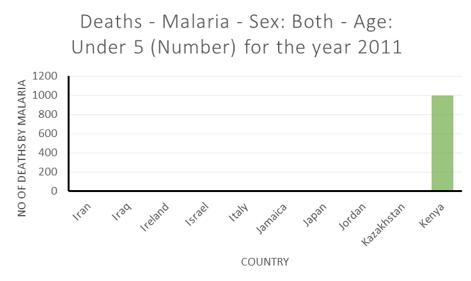 Deaths - Malaria - Sex: Both - Age:
Under 5 (Number) for the year 2011
NO OF DEATHS BY MALARIA
1200
1000
800
600
400
200
0
Iran
Iraq
Ireland
Israel
Italy
Jamaica
Japan
Jordan
Kazakhstan
Kenya
COUNTRY